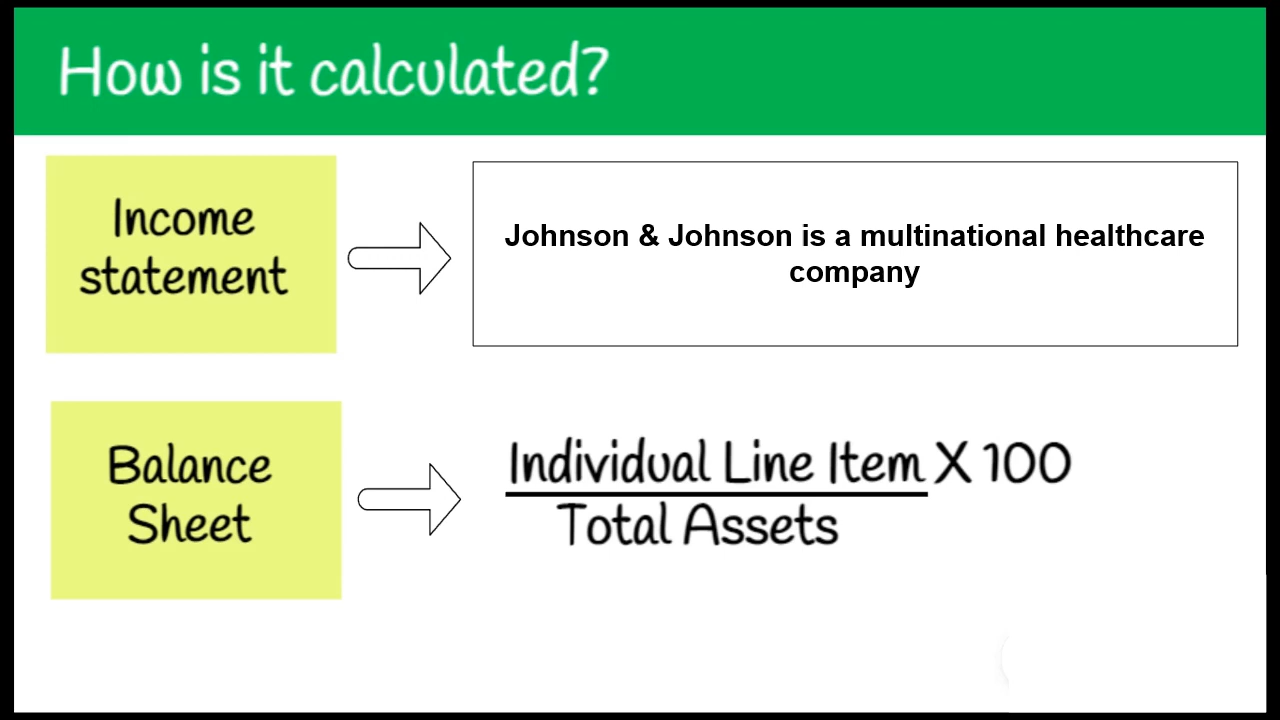 How is it calculated?
Income
statement
Johnson & Johnson is a multinational healthcare
company
Balance
Sheet
Individual Line Item X 100
Total Assets